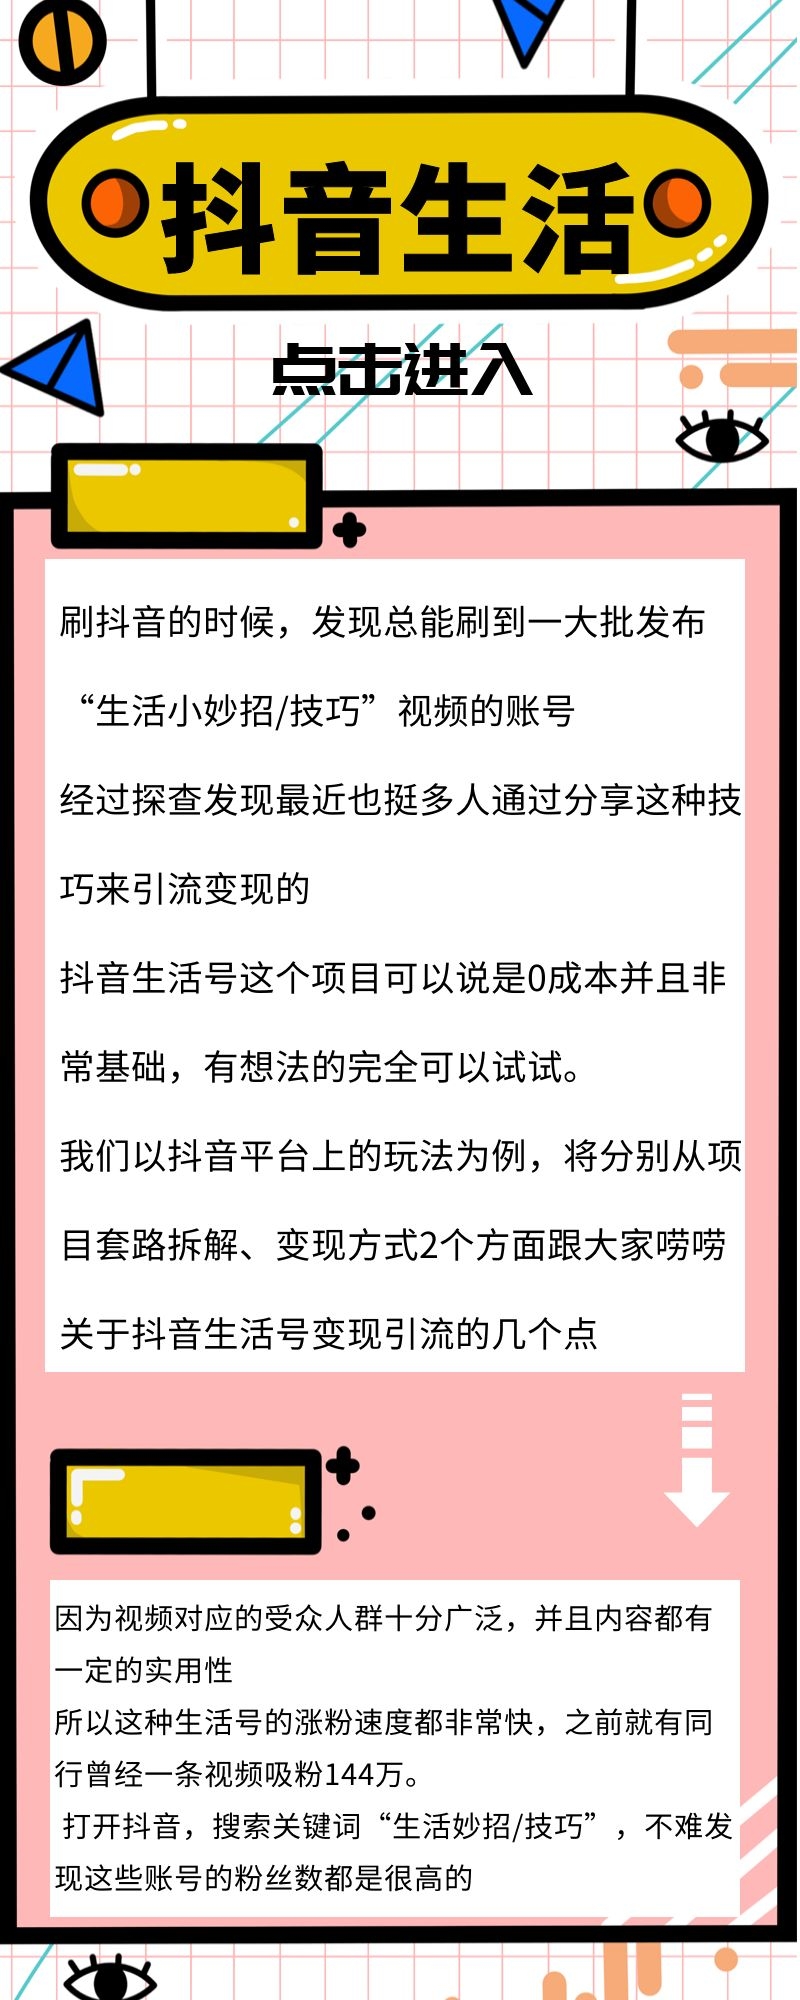 抖音生活
点击进入
刷抖音的时候，发现总能刷到一大批发布
“生活小妙招/技巧”视频的账号
经过探查发现最近也挺多人通过分享这种技
巧来引流变现的
抖音生活号这个项目可以说是0成本并且非
常基础，有想法的完全可以试试。
我们以抖音平台上的玩法为例，将分别从项
目套路拆解、变现方式2个方面跟大家唠唠
关于抖音生活号变现引流的几个点
因为视频对应的受众人群十分广泛，并且内容都有
一定的实用性
所以这种生活号的涨粉速度都非常快，之前就有同
行曾经一条视频吸粉144万。
打开抖音，搜索关键词“生活妙招/技巧”，不难发
现这些账号的粉丝数都是很高的